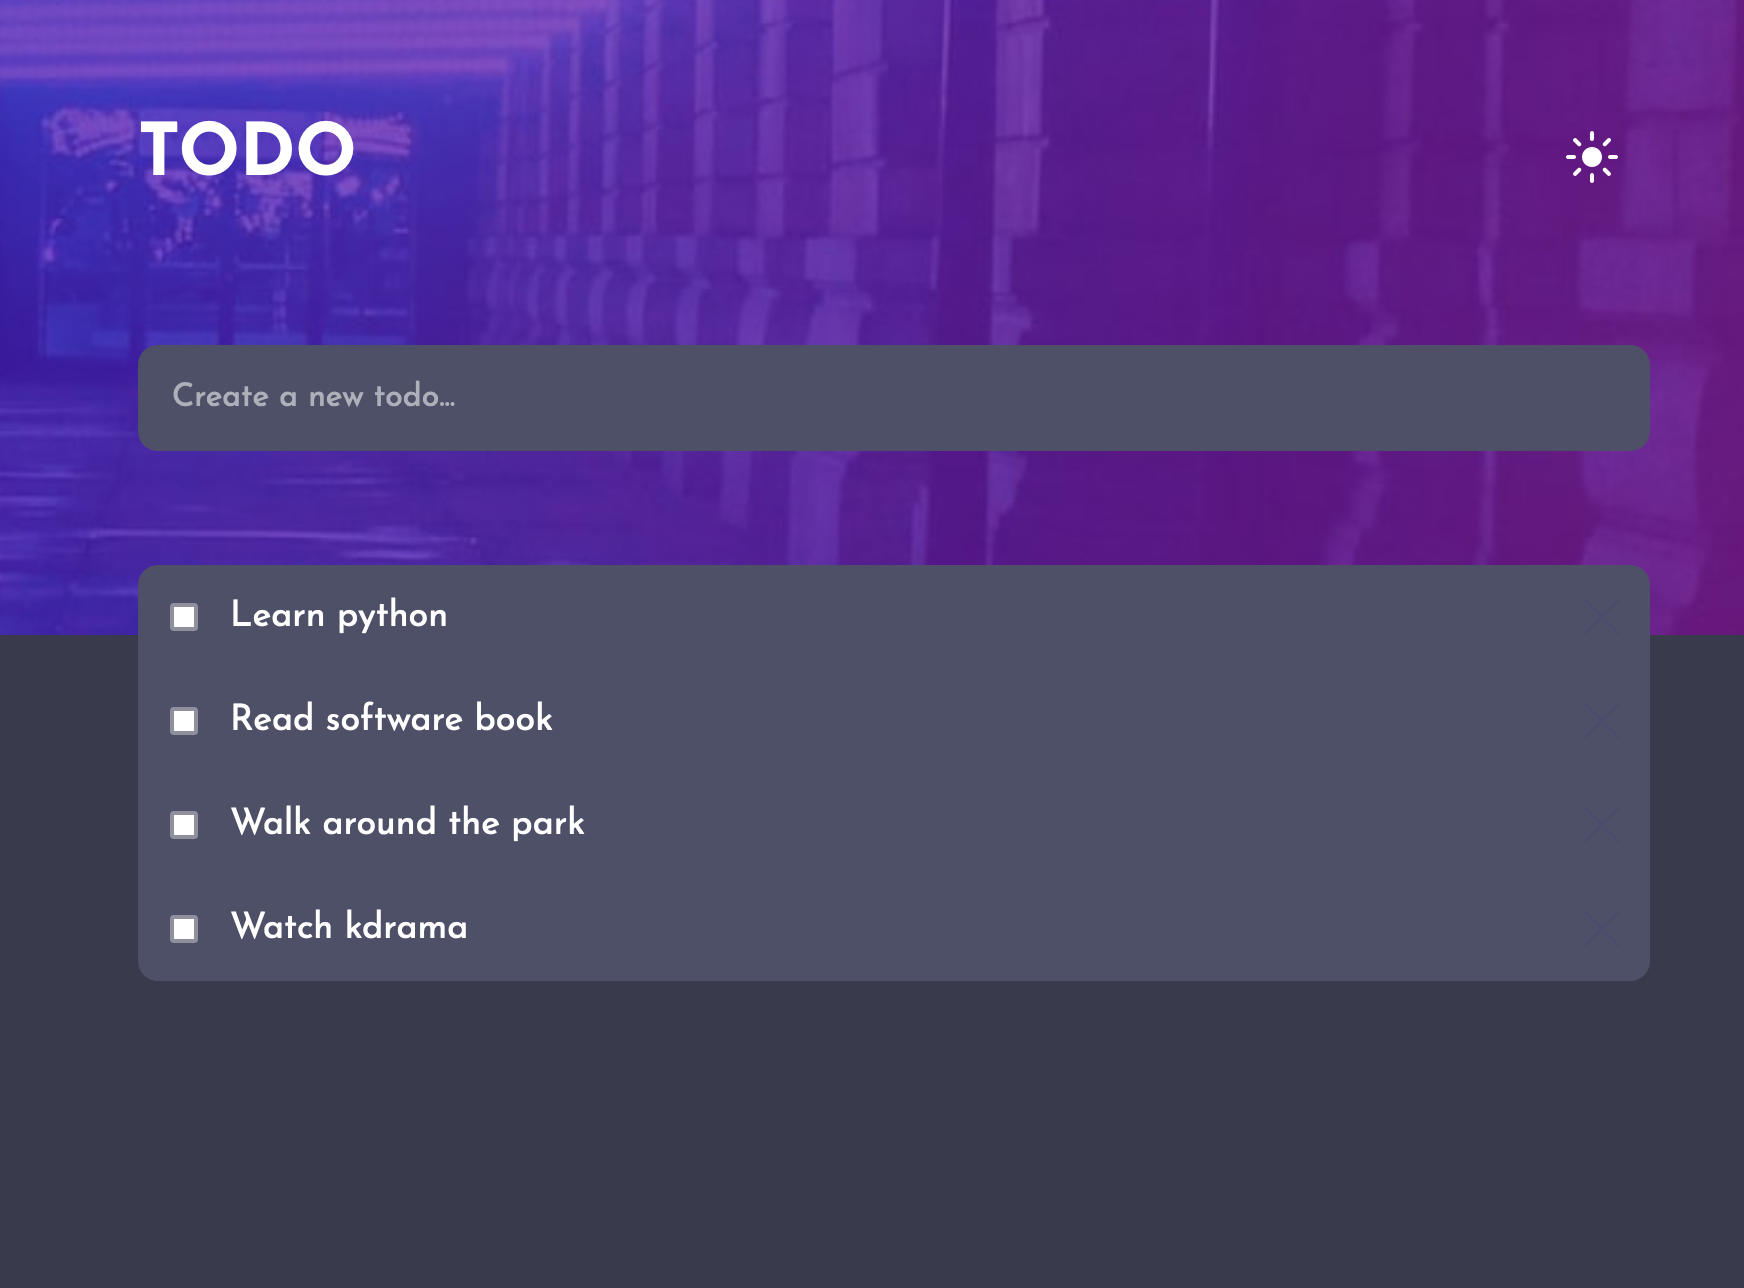 TODO
Create a new todo...
Learn python
Read software book
Walk around the park
Watch kdrama